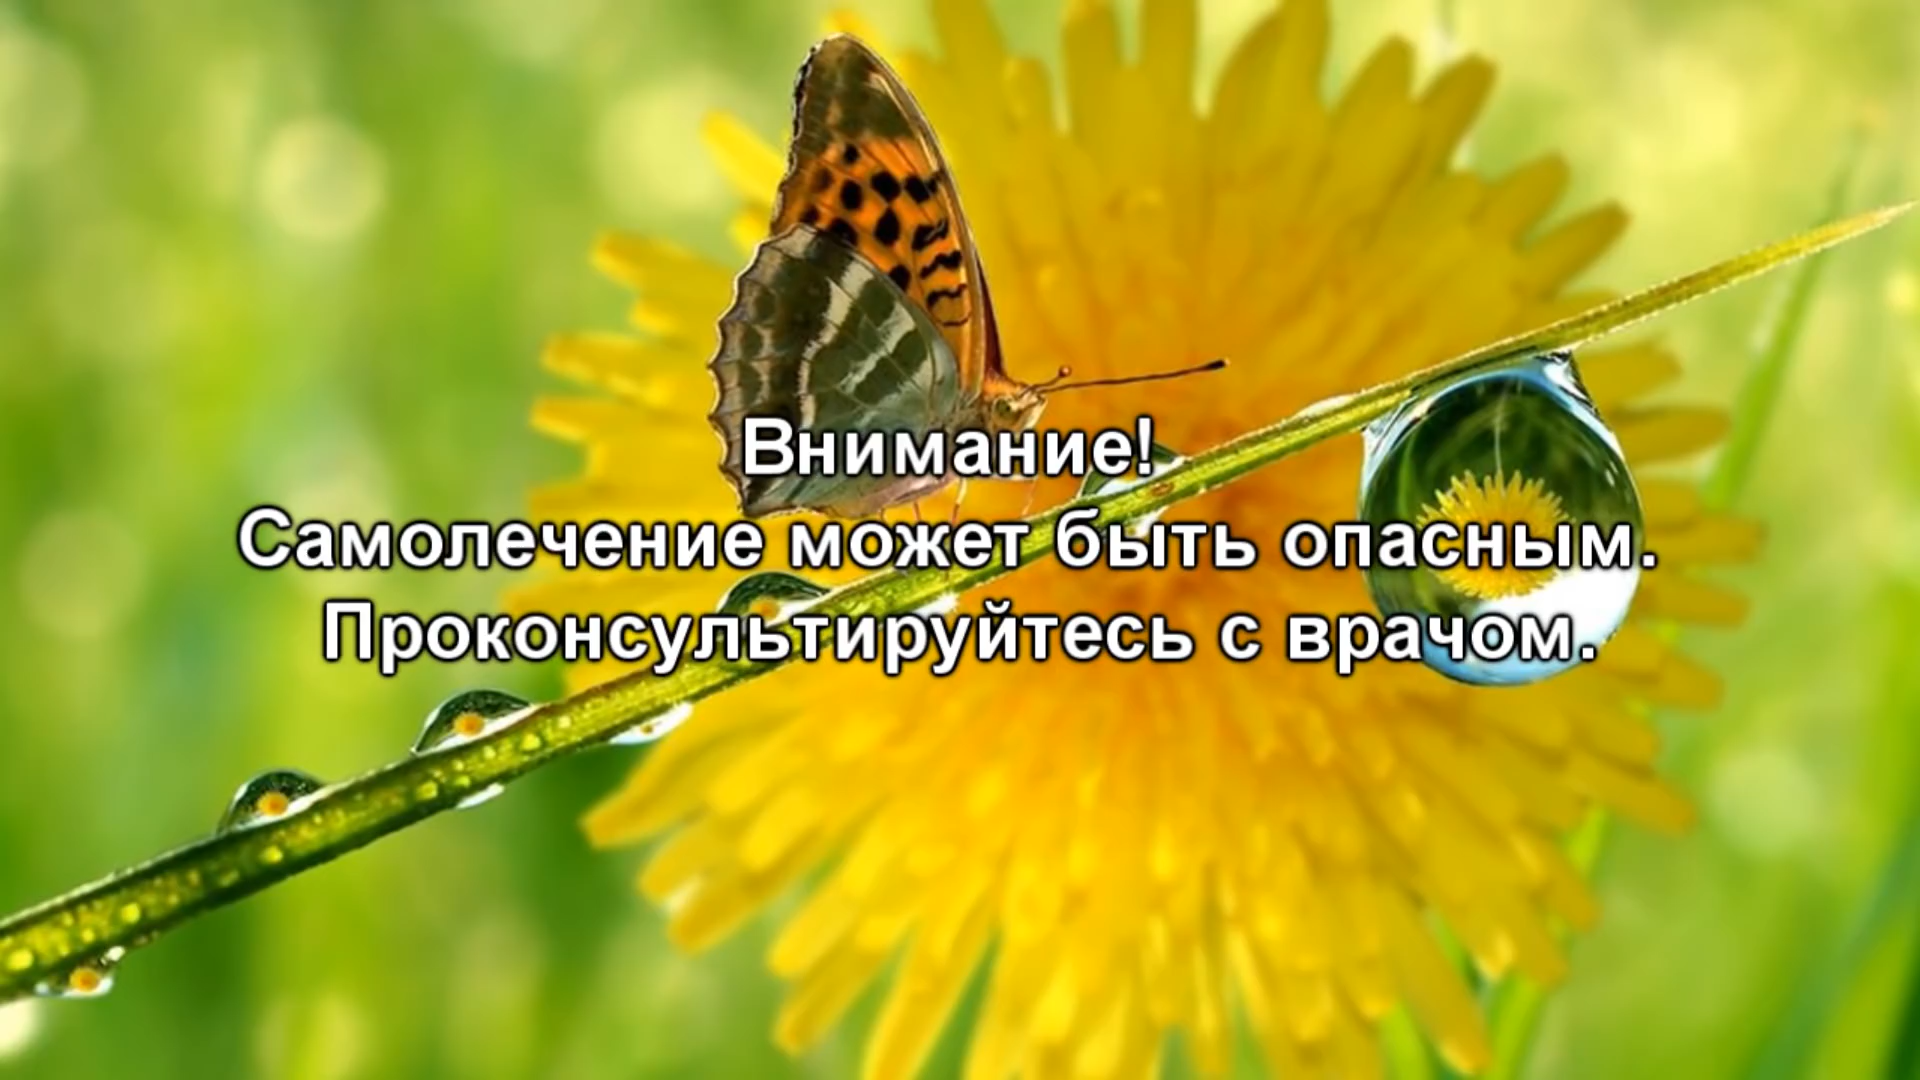 Внимание!
Самолечение может быть опасным.
Проконсультируйтесь с врачом.